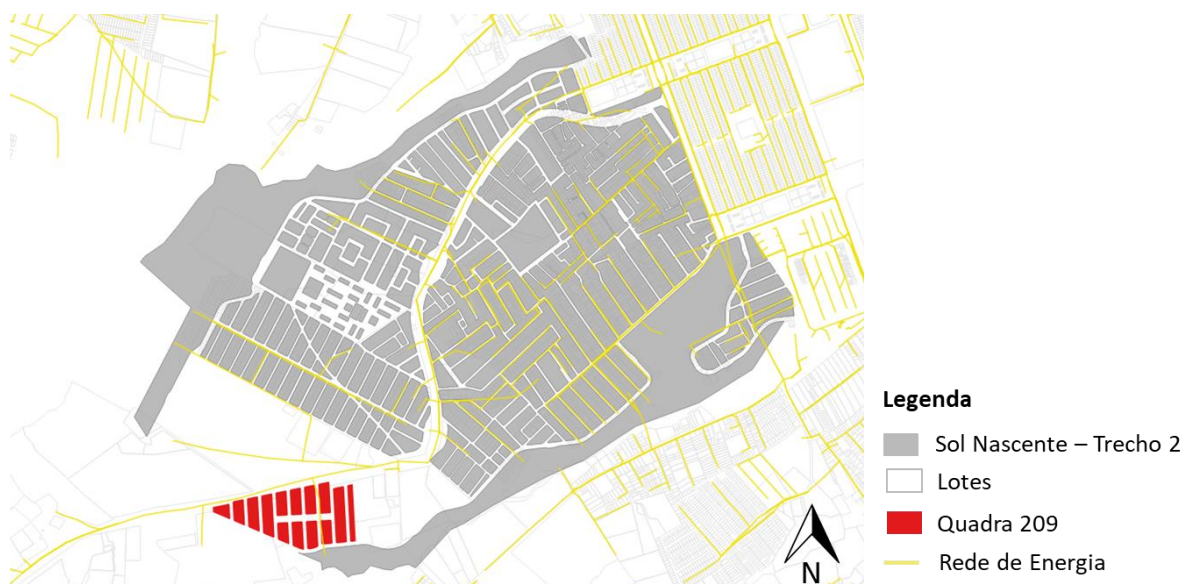 Legenda
Sol Nascente – Trecho 2
Lotes
Quadra 209
Rede de Energia
N